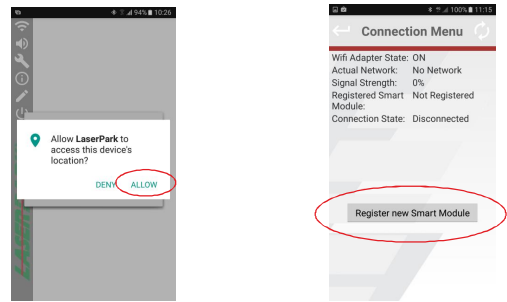 94% 10:26
Allow LaserPark to
access this device's
location?
DENY ALLOW
100% 11:15
Connection Menu
Wifi Adapter State: ON
Actual Network: No Network
Signal Strength: 0%
Registered Smart Not Registered
Module:
Connection State: Disconnected
Register new Smart Module